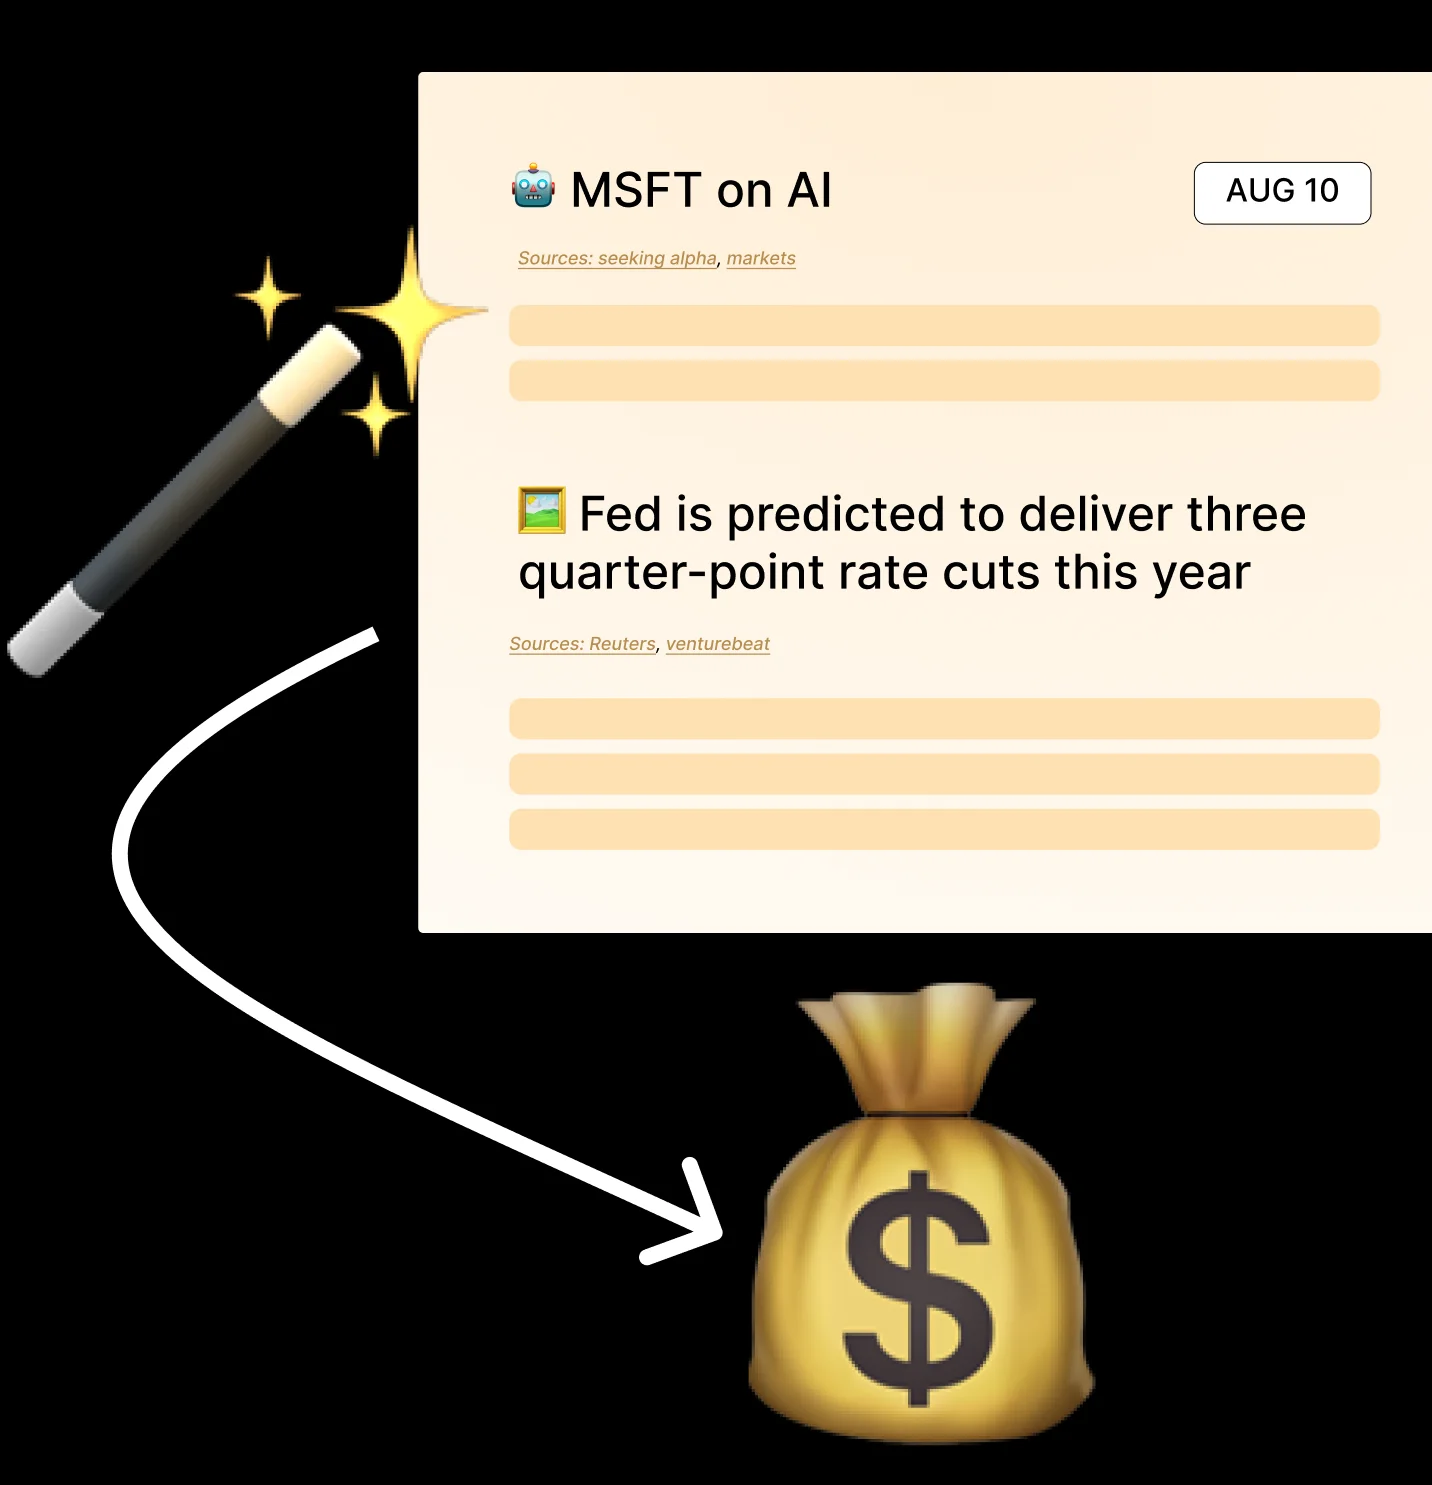 MSFT on AI
AUG 10
Sources: seeking alpha, markets
Fed is predicted to deliver three
quarter-point rate cuts this year
Sources: Reuters, venturebeat
$